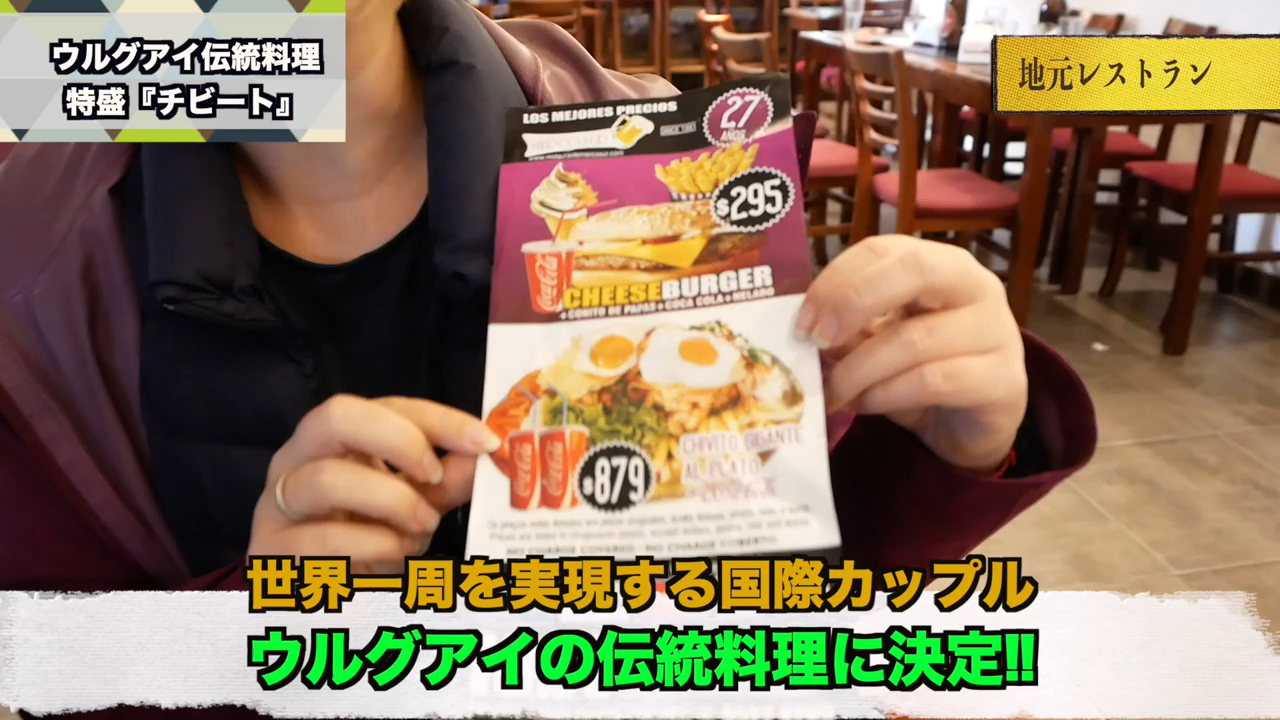 ウルグアイ伝統料理
特盛『チビート』
地元レストラン
LOS MEJORES PRECIOS
27
AÑOS
$295
Coca-Cola
CHEESEBURGER
+ CONITO DE PAPAS + COCA COLA + HELADO
$879
CHIVITO GIGANTE
AL PLATO
世界一周を実現する国際カップル
ウルグアイの伝統料理に決定!!